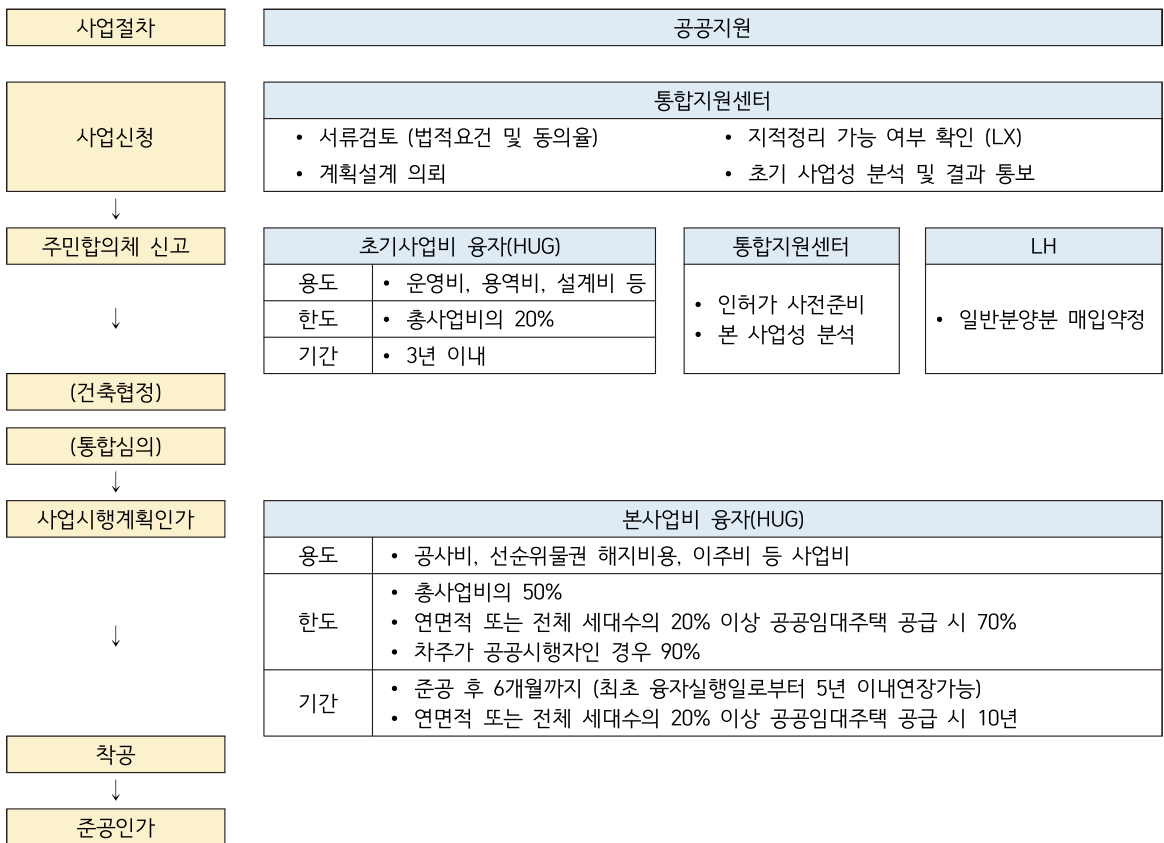 사업절차
공공지원
사업신청
통합지원센터
• 서류검토 (법적요건 및 동의율)
• 지적정리 가능 여부 확인 (LX)
• 계획설계 의뢰
• 초기 사업성 분석 및 결과 통보
↓
주민합의체 신고
초기사업비 융자(HUG)
용도
• 운영비, 용역비, 설계비 등
한도
• 총사업비의 20%
기간
• 3년 이내
통합지원센터
• 인허가 사전준비
• 본 사업성 분석
LH
• 일반분양분 매입약정
↓
(건축협정)
(통합심의)
↓
사업시행계획인가
본사업비 융자(HUG)
용도
• 공사비, 선순위물권 해지비용, 이주비 등 사업비
한도
• 총사업비의 50%
• 연면적 또는 전체 세대수의 20% 이상 공공임대주택 공급 시 70%
• 차주가 공공시행자인 경우 90%
기간
• 준공 후 6개월까지 (최초 융자실행일로부터 5년 이내연장가능)
• 연면적 또는 전체 세대수의 20% 이상 공공임대주택 공급 시 10년
↓
착공
↓
준공인가